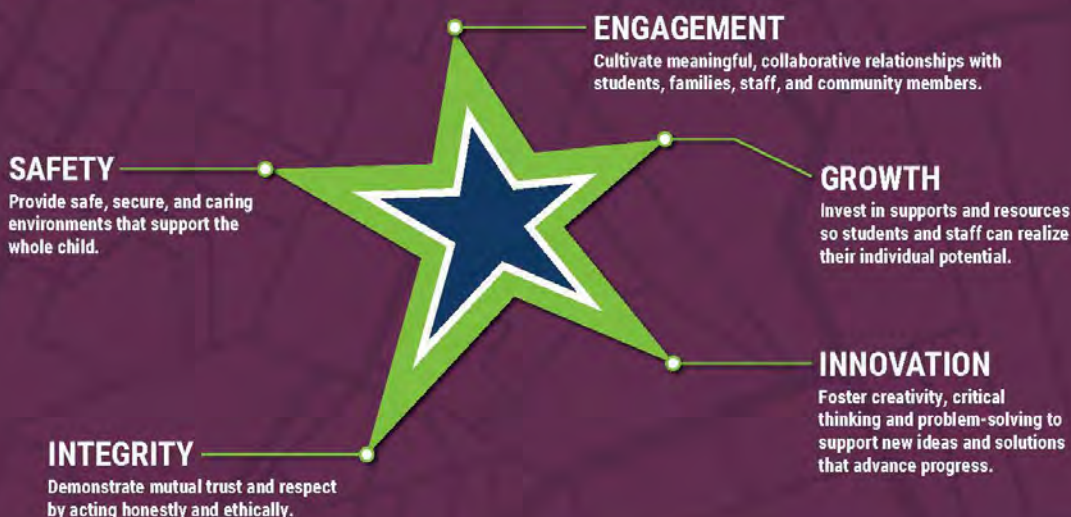 ENGAGEMENT
Cultivate meaningful, collaborative relationships with
students, families, staff, and community members.
SAFETY
Provide safe, secure, and caring
environments that support the
whole child.
GROWTH
Invest in supports and resources
so students and staff can realize
their individual potential.
INNOVATION
Foster creativity, critical
thinking and problem-solving to
support new ideas and solutions
that advance progress.
INTEGRITY
Demonstrate mutual trust and respect
by acting honestly and ethically.